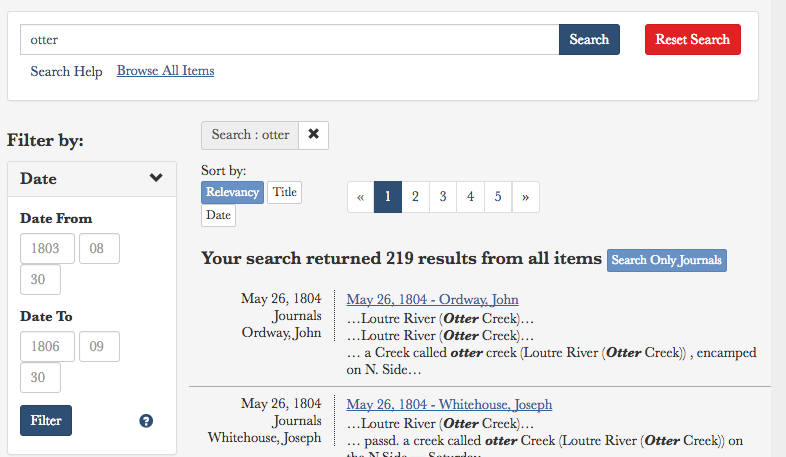 otter
Search
Reset Search
Search Help
Browse All Items
Filter by:
Date
Date From
1803
08
30
Date To
1806
09
30
Filter
?
Search : otter ✖
Sort by:
Relevancy
Title
Date
« 1 2 3 4 5 »
Your search returned 219 results from all items
Search Only Journals
May 26, 1804
Journals
Ordway, John
May 26, 1804 - Ordway, John
…Loutre River (Otter Creek)…
…Loutre River (Otter Creek)…
… a Creek called otter creek (Loutre River (Otter Creek)) , encamped
on N. Side…
May 26, 1804
Journals
Whitehouse, Joseph
May 26, 1804 - Whitehouse, Joseph
…Loutre River (Otter Creek)…
… passd. a creek called otter Creek (Loutre River (Otter Creek)) on
the N.Side Saturday